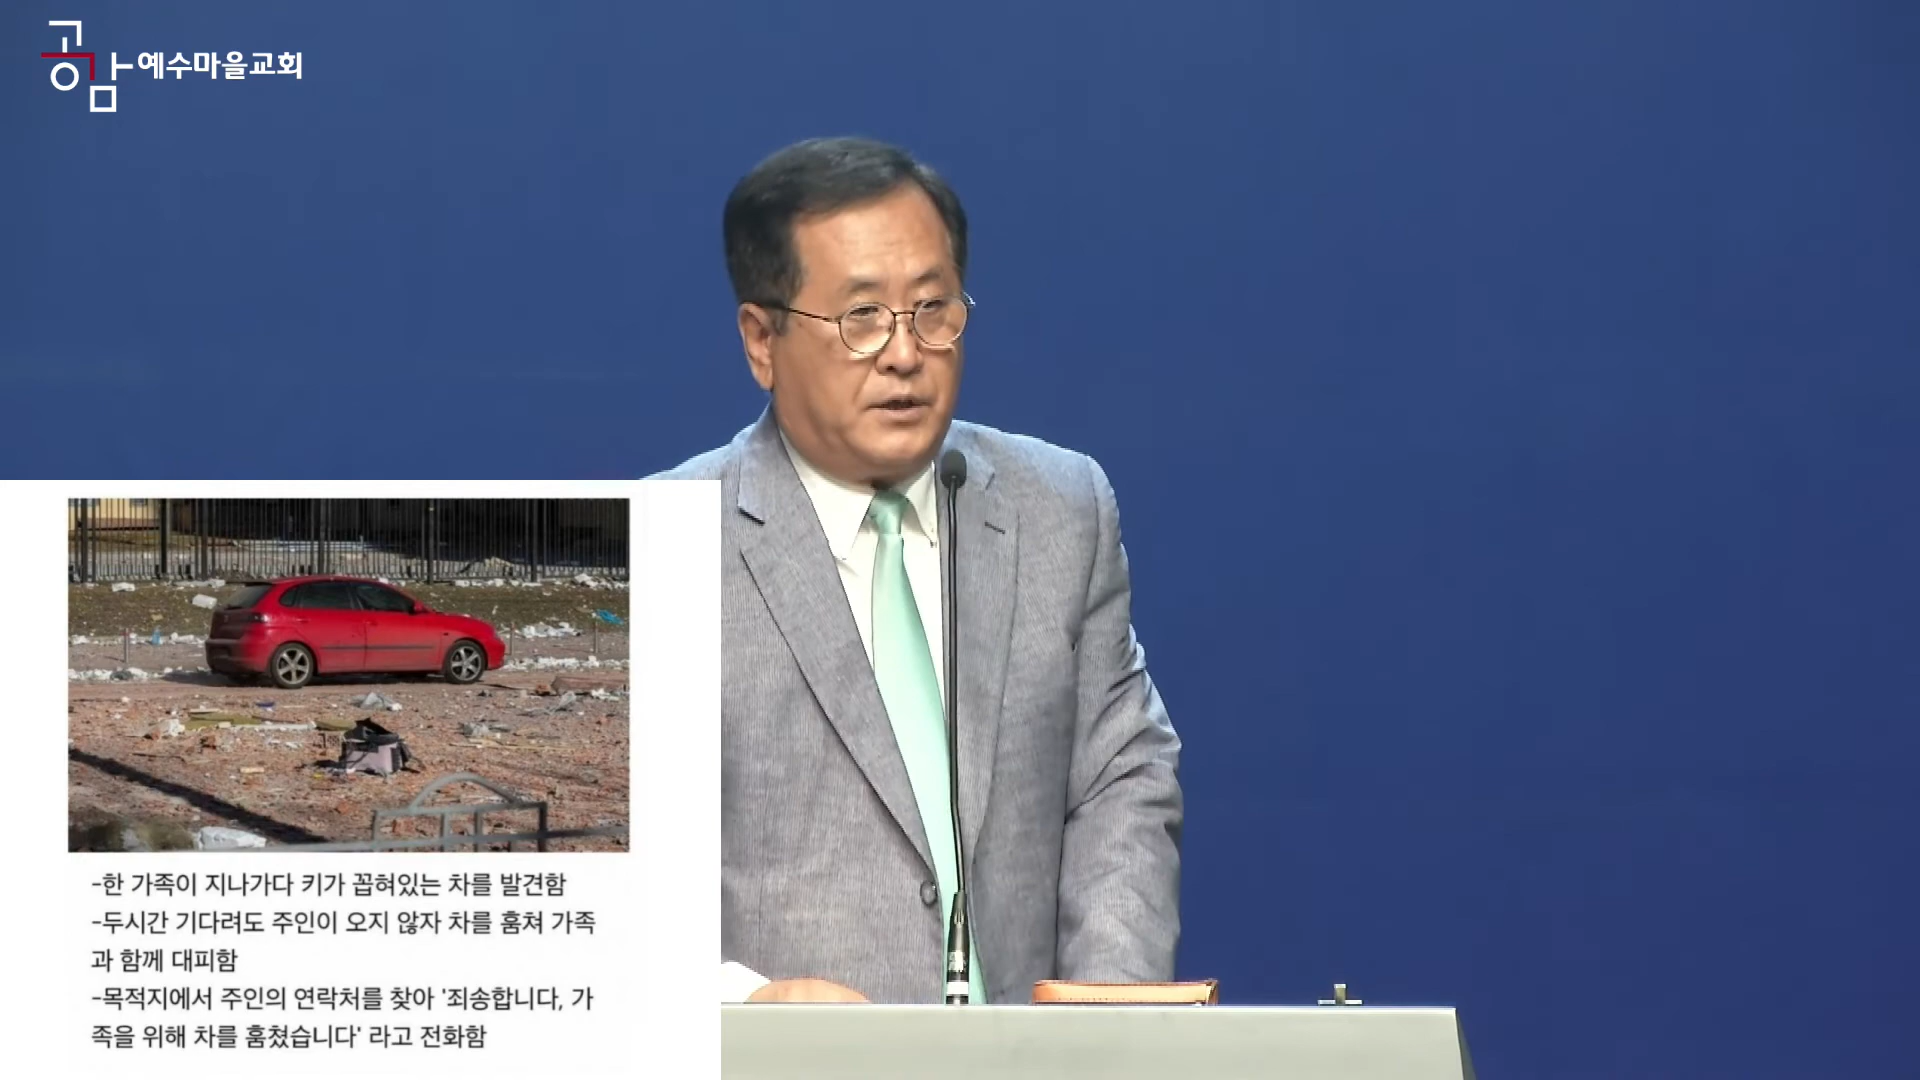 공감 예수마을교회
-한 가족이 지나가다 키가 꼽혀있는 차를 발견함
-두시간 기다려도 주인이 오지 않자 차를 훔쳐 가족
과 함께 대피함
-목적지에서 주인의 연락처를 찾아 '죄송합니다, 가
족을 위해 차를 훔쳤습니다' 라고 전화함